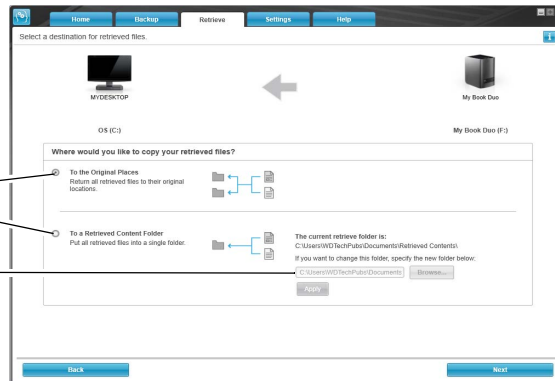 Home Backup Retrieve Settings Help
Select a destination for retrieved files.
i
MYDESKTOP
My Book Duo
OS (C:)
My Book Duo (F:)
Where would you like to copy your retrieved files?
To the Original Places
Return all retrieved files to their original
locations.
To a Retrieved Content Folder
Put all retrieved files into a single folder.
The current retrieve folder is:
C:\Users\WDTechPubs\Documents\Retrieved Contents\
If you want to change this folder, specify the new folder below:
C:\Users\WDTechPubs\Documents
Browse...
Apply
Back
Next